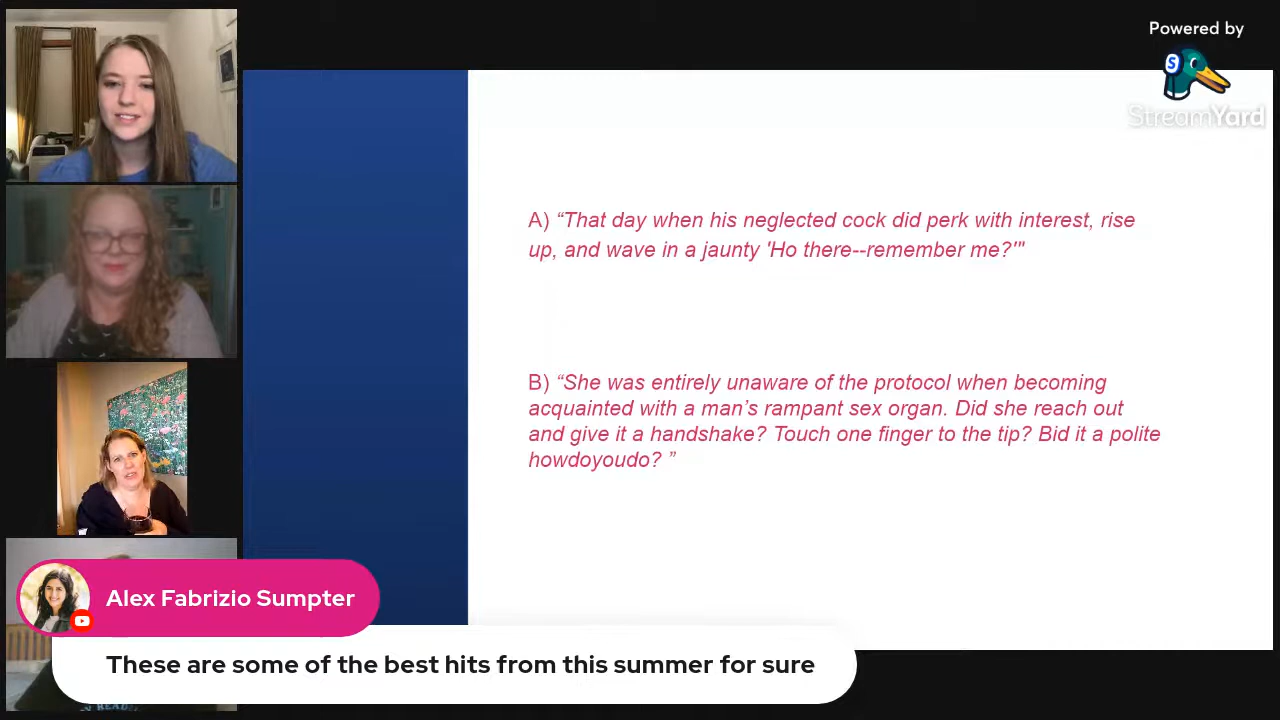 Powered by
S
StreamYard
A) “That day when his neglected cock did perk with interest, rise
up, and wave in a jaunty 'Ho there--remember me?'"
B) “She was entirely unaware of the protocol when becoming
acquainted with a man’s rampant sex organ. Did she reach out
and give it a handshake? Touch one finger to the tip? Bid it a polite
howdoyoudo? ”
Alex Fabrizio Sumpter
These are some of the best hits from this summer for sure